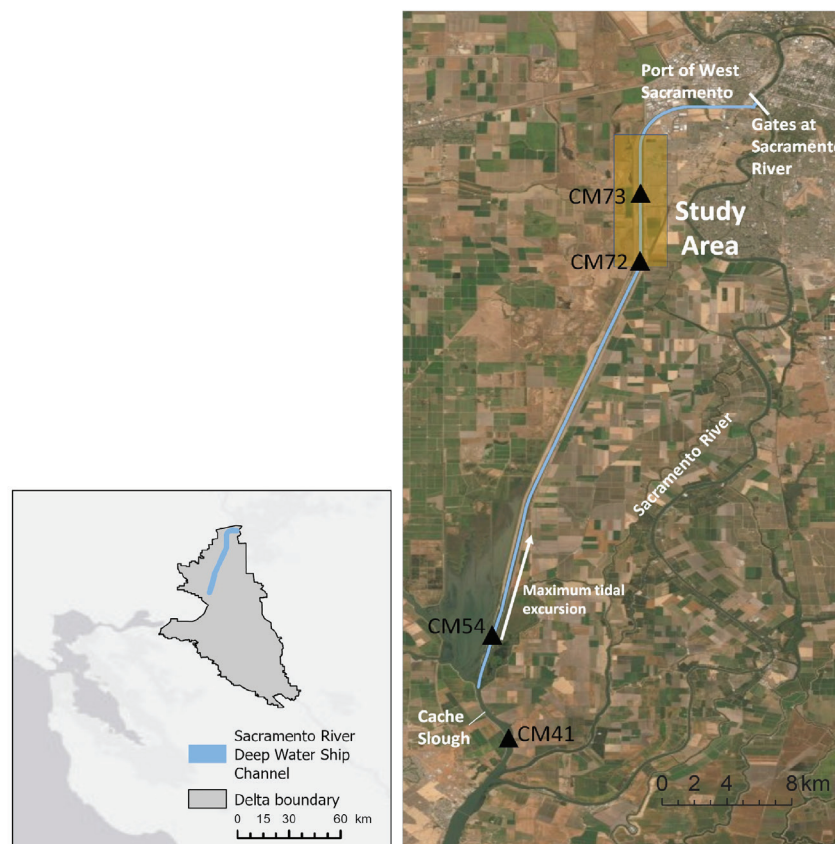 Port of West
Sacramento
Gates at
Sacramento
River
CM73
Study
Area
CM72
Sacramento River
Maximum tidal
excursion
CM54
Cache
Slough
CM41
0 2 4 8 km
Sacramento River
Deep Water Ship
Channel
Delta boundary
0 15 30 60 km